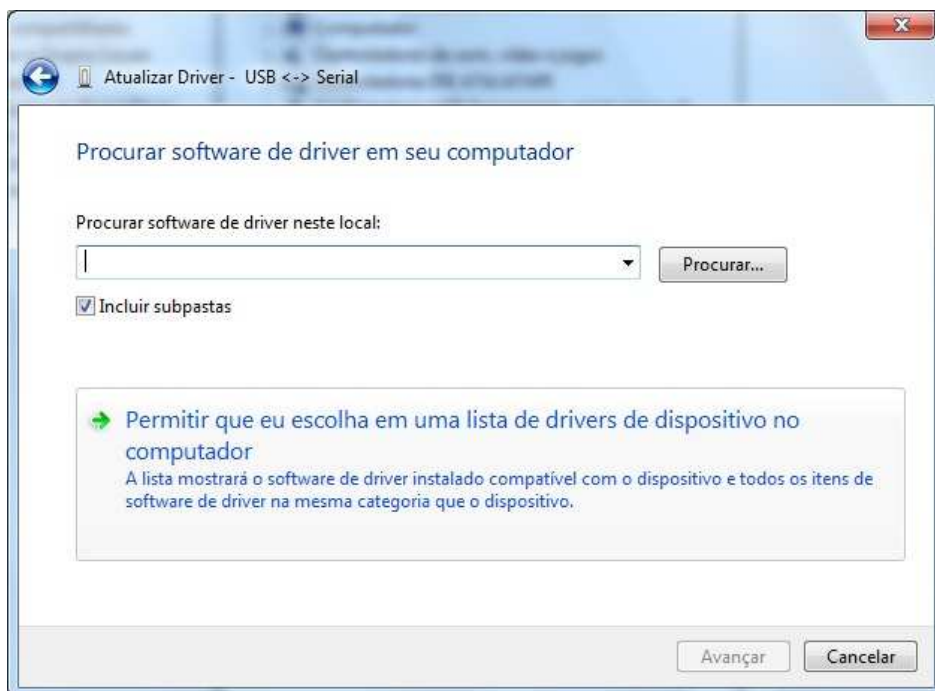 Atualizar Driver - USB <-> Serial
Procurar software de driver em seu computador
Procurar software de driver neste local:
Procurar...
Incluir subpastas
Permitir que eu escolha em uma lista de drivers de dispositivo no
computador
A lista mostrará o software de driver instalado compatível com o dispositivo e todos os itens de
software de driver na mesma categoria que o dispositivo.
Avançar
Cancelar